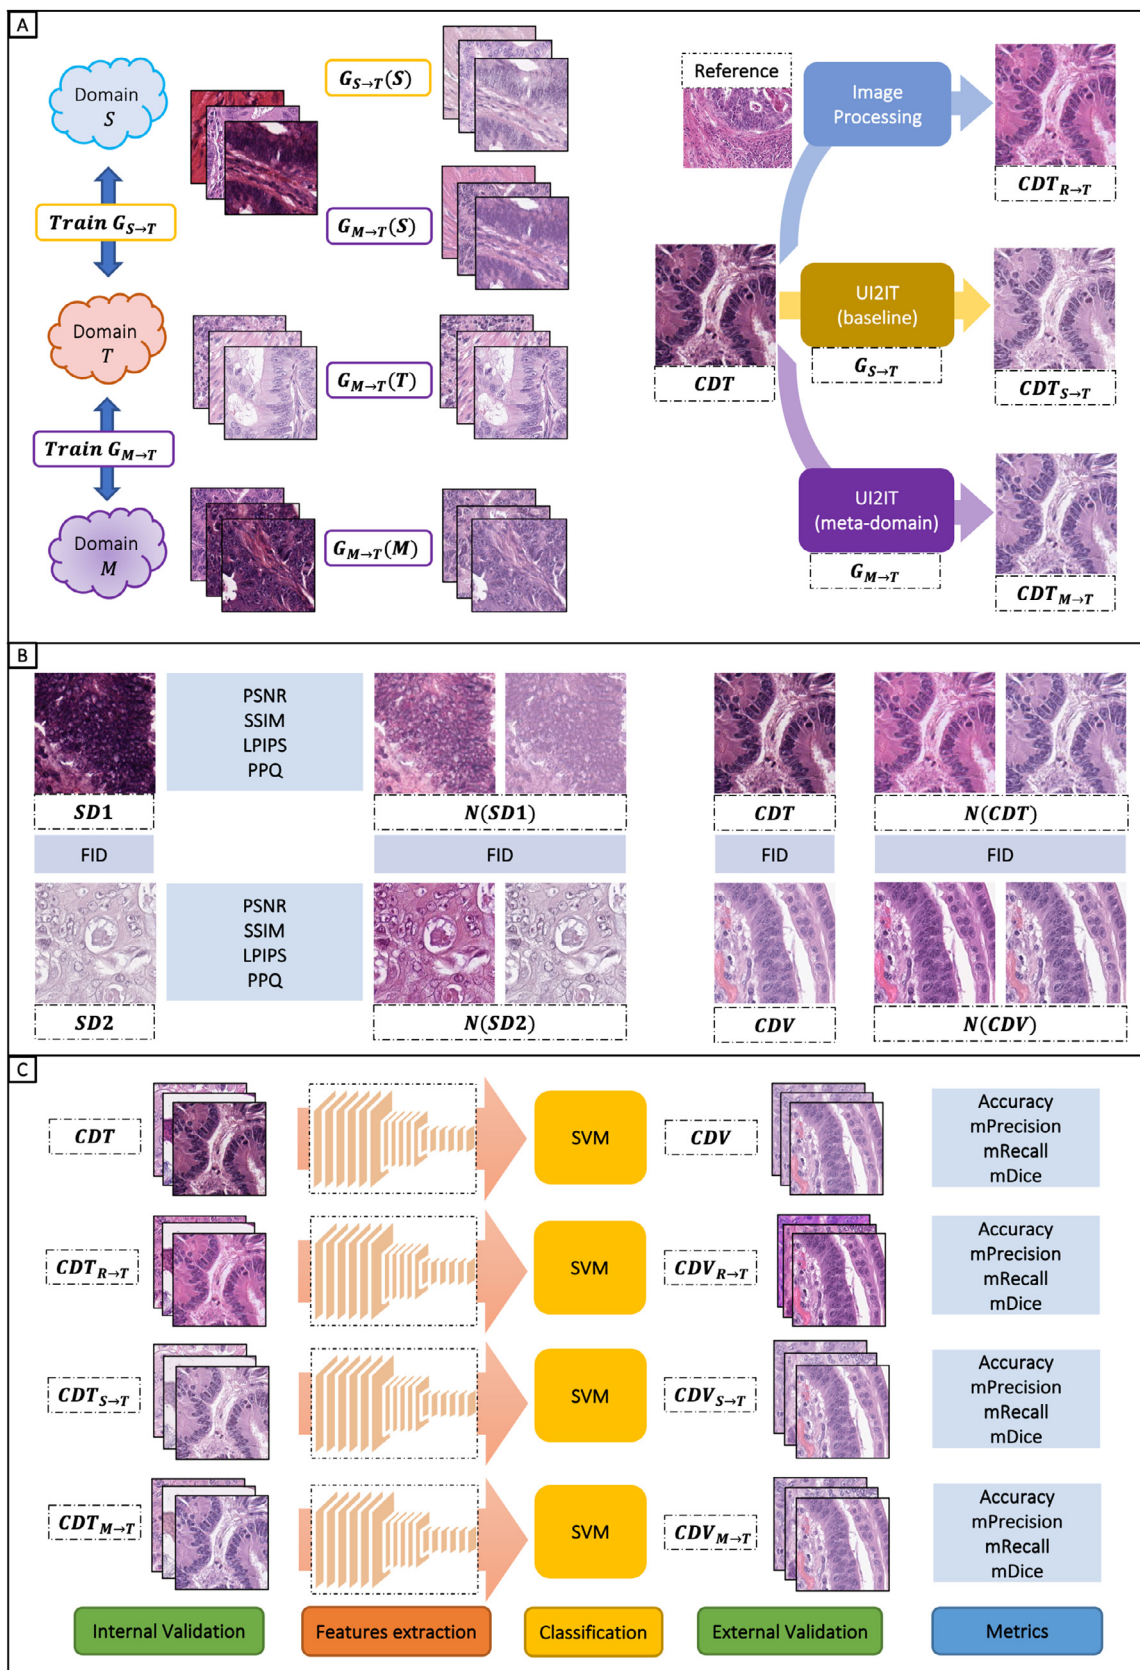 A
Domain
S
Train G_{S→T}
Domain
T
Train G_{M→T}
Domain
M
G_{S→T}(S)
G_{M→T}(S)
G_{M→T}(T)
G_{M→T}(M)
Reference
Image
Processing
CDT_{R→T}
CDT
UI2IT
(baseline)
G_{S→T}
CDT_{S→T}
UI2IT
(meta-domain)
G_{M→T}
CDT_{M→T}
B
PSNR
SSIM
LPIPS
PPQ
SD1
N(SD1)
CDT
N(CDT)
FID
FID
FID
FID
PSNR
SSIM
LPIPS
PPQ
SD2
N(SD2)
CDV
N(CDV)
C
CDT
SVM
CDV
Accuracy
mPrecision
mRecall
mDice
CDT_{R→T}
SVM
CDV_{R→T}
Accuracy
mPrecision
mRecall
mDice
CDT_{S→T}
SVM
CDV_{S→T}
Accuracy
mPrecision
mRecall
mDice
CDT_{M→T}
SVM
CDV_{M→T}
Accuracy
mPrecision
mRecall
mDice
Internal Validation
Features extraction
Classification
External Validation
Metrics